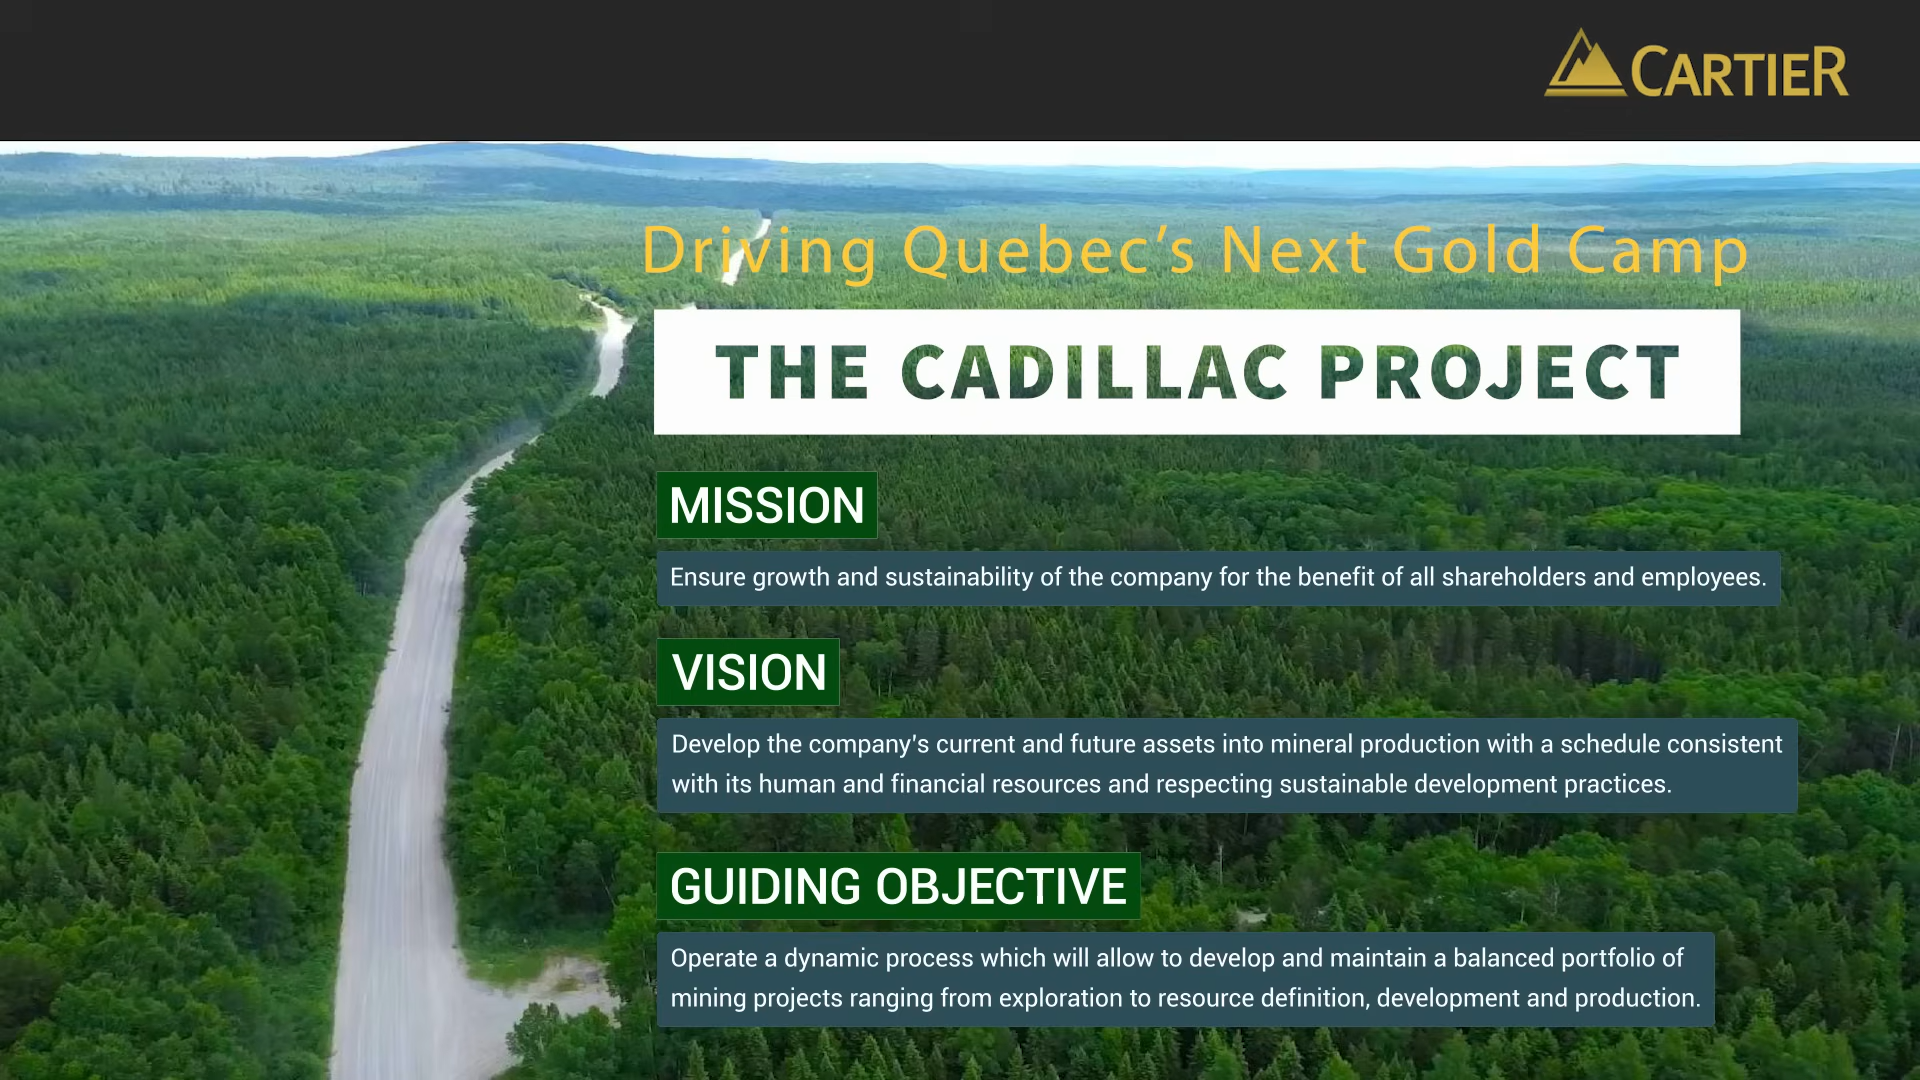 CARTIER
Driving Quebec’s Next Gold Camp
THE CADILLAC PROJECT
MISSION
Ensure growth and sustainability of the company for the benefit of all shareholders and employees.
VISION
Develop the company's current and future assets into mineral production with a schedule consistent
with its human and financial resources and respecting sustainable development practices.
GUIDING OBJECTIVE
Operate a dynamic process which will allow to develop and maintain a balanced portfolio of
mining projects ranging from exploration to resource definition, development and production.